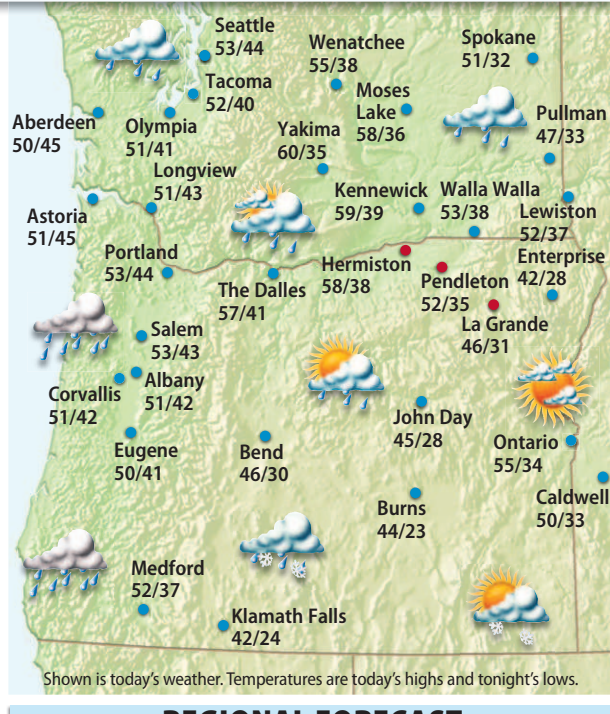 Seattle
53/44
Wenatchee
55/38
Spokane
51/32
Tacoma
52/40
Moses
Lake
58/36
Pullman
47/33
Aberdeen
50/45
Olympia
51/41
Yakima
60/35
Longview
51/43
Kennewick
59/39
Walla Walla
53/38
Lewiston
52/37
Astoria
51/45
Portland
53/44
The Dalles
57/41
Hermiston
58/38
Pendleton
52/35
Enterprise
42/28
La Grande
46/31
Salem
53/43
Corvallis
51/42
Albany
51/42
John Day
45/28
Ontario
55/34
Eugene
50/41
Bend
46/30
Caldwell
50/33
Burns
44/23
Medford
52/37
Klamath Falls
42/24
Shown is today's weather. Temperatures are today's highs and tonight's lows.
REGIONAL FORECAST